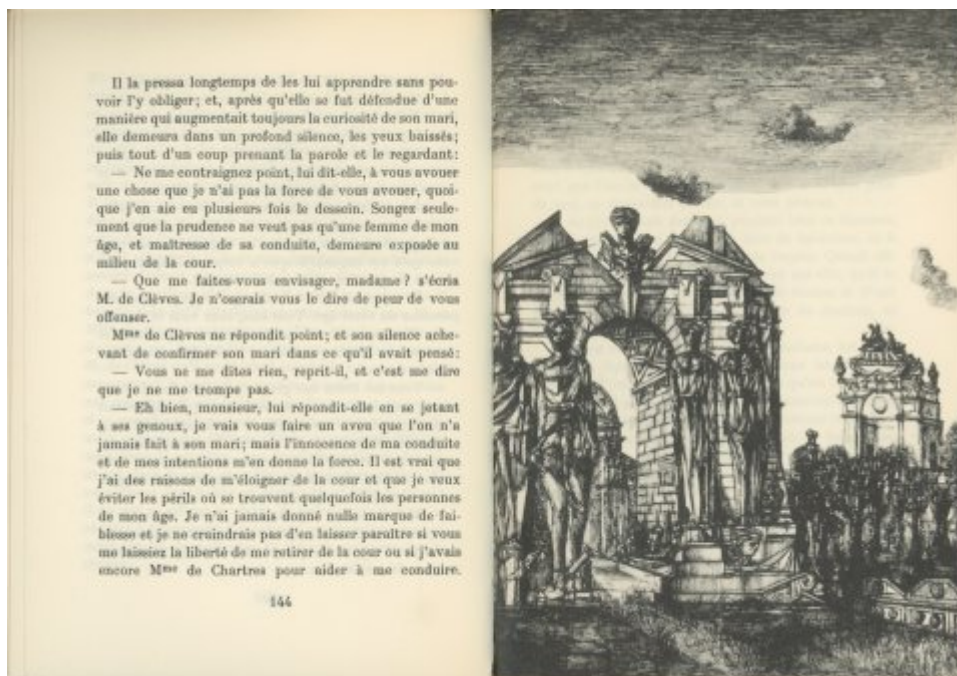 Il la pressa longtemps de les lui apprendre sans pou-
voir l'y obliger; et, après qu'elle se fut défendue d'une
manière qui augmentait toujours la curiosité de son mari,
elle demeura dans un profond silence, les yeux baissés;
puis tout d'un coup prenant la parole et le regardant:
— Ne me contraignez point, lui dit-elle, à vous avouer
une chose que je n'ai pas la force de vous avouer, quoi-
que j'en aie eu plusieurs fois le dessein. Songez seule-
ment que la prudence ne veut pas qu'une femme de mon
âge, et maîtresse de sa conduite, demeure exposée au
milieu de la cour.
— Que me faites-vous envisager, madame? s'écria
M. de Clèves. Je n'oserais vous le dire de peur de vous
offenser.
Mme de Clèves ne répondit point; et son silence ache-
vant de confirmer son mari dans ce qu'il avait pensé:
— Vous ne me dites rien, reprit-il, et c'est me dire
que je ne me trompe pas.
— Eh bien, monsieur, lui répondit-elle en se jetant
à ses genoux, je vais vous faire un aveu que l'on n'a
jamais fait à son mari; mais l'innocence de ma conduite
et de mes intentions m'en donne la force. Il est vrai que
j'ai des raisons de m'éloigner de la cour et que je veux
éviter les périls où se trouvent quelquefois les personnes
de mon âge. Je n'ai jamais donné nulle marque de fai-
blesse et je ne craindrais pas d'en laisser paraître si vous
me laissiez la liberté de me retirer de la cour ou si j'avais
encore Mme de Chartres pour aider à me conduire.
144